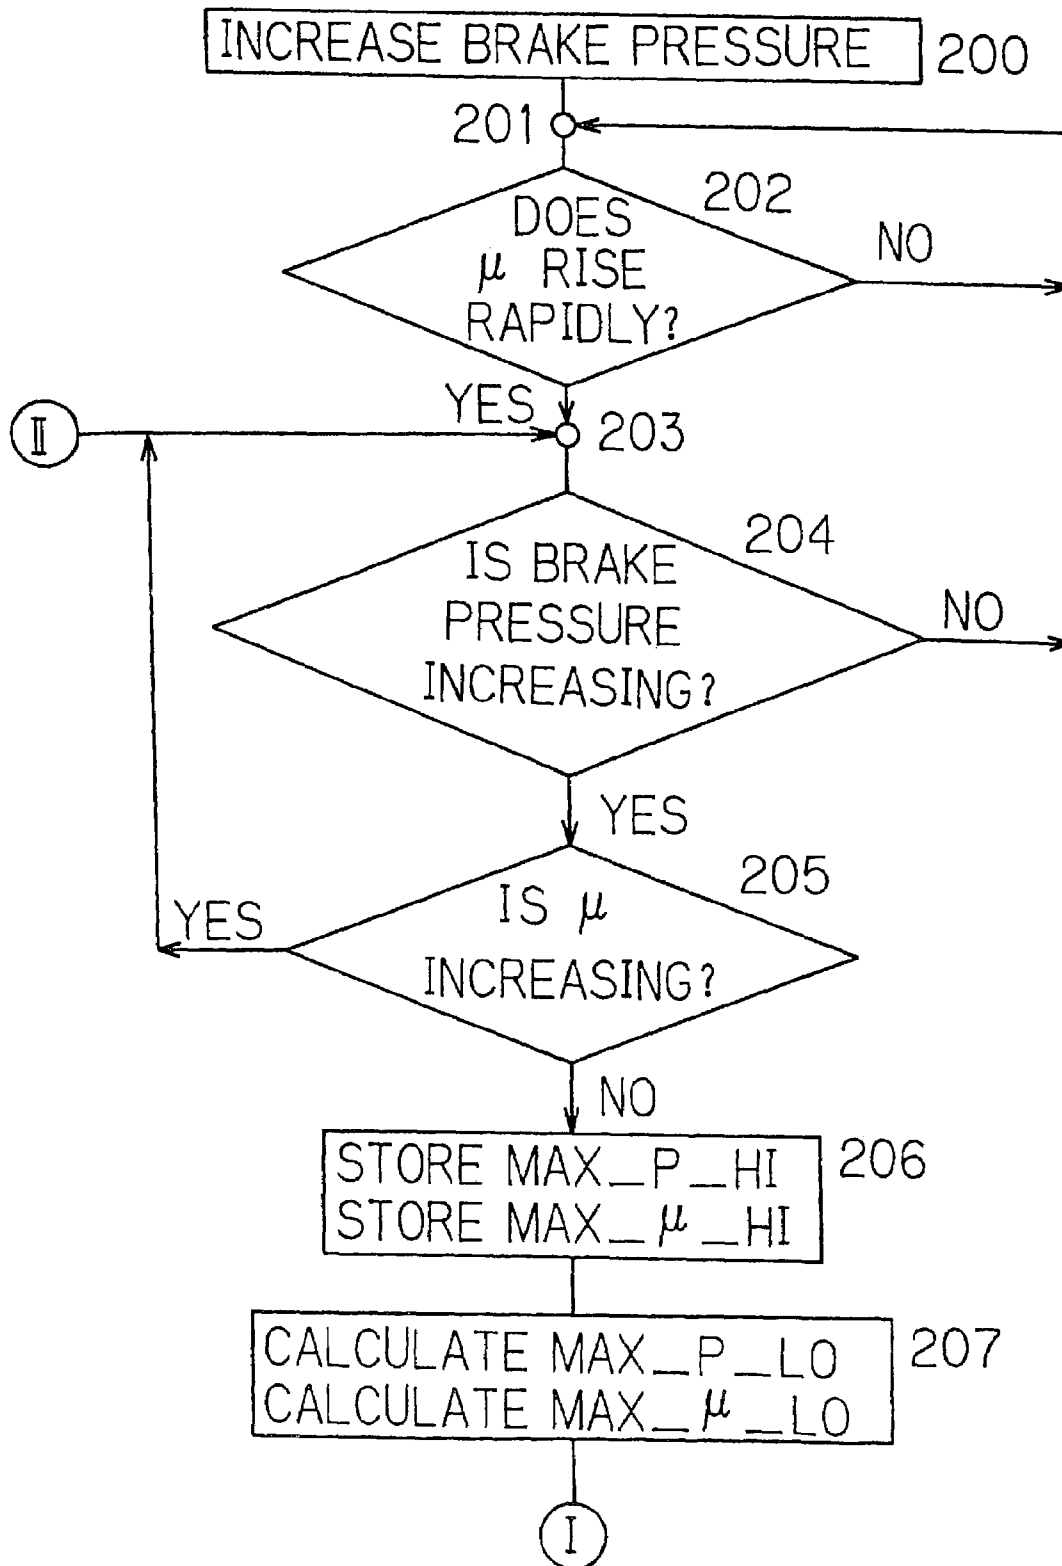 INCREASE BRAKE PRESSURE 200
201
202
DOES
μ RISE
RAPIDLY?
NO
YES
II
203
204
IS BRAKE
PRESSURE
INCREASING?
NO
YES
205
IS μ
INCREASING?
YES
NO
STORE MAX_P_HI 206
STORE MAX_μ_HI
CALCULATE MAX_P_LO 207
CALCULATE MAX_μ_LO
I